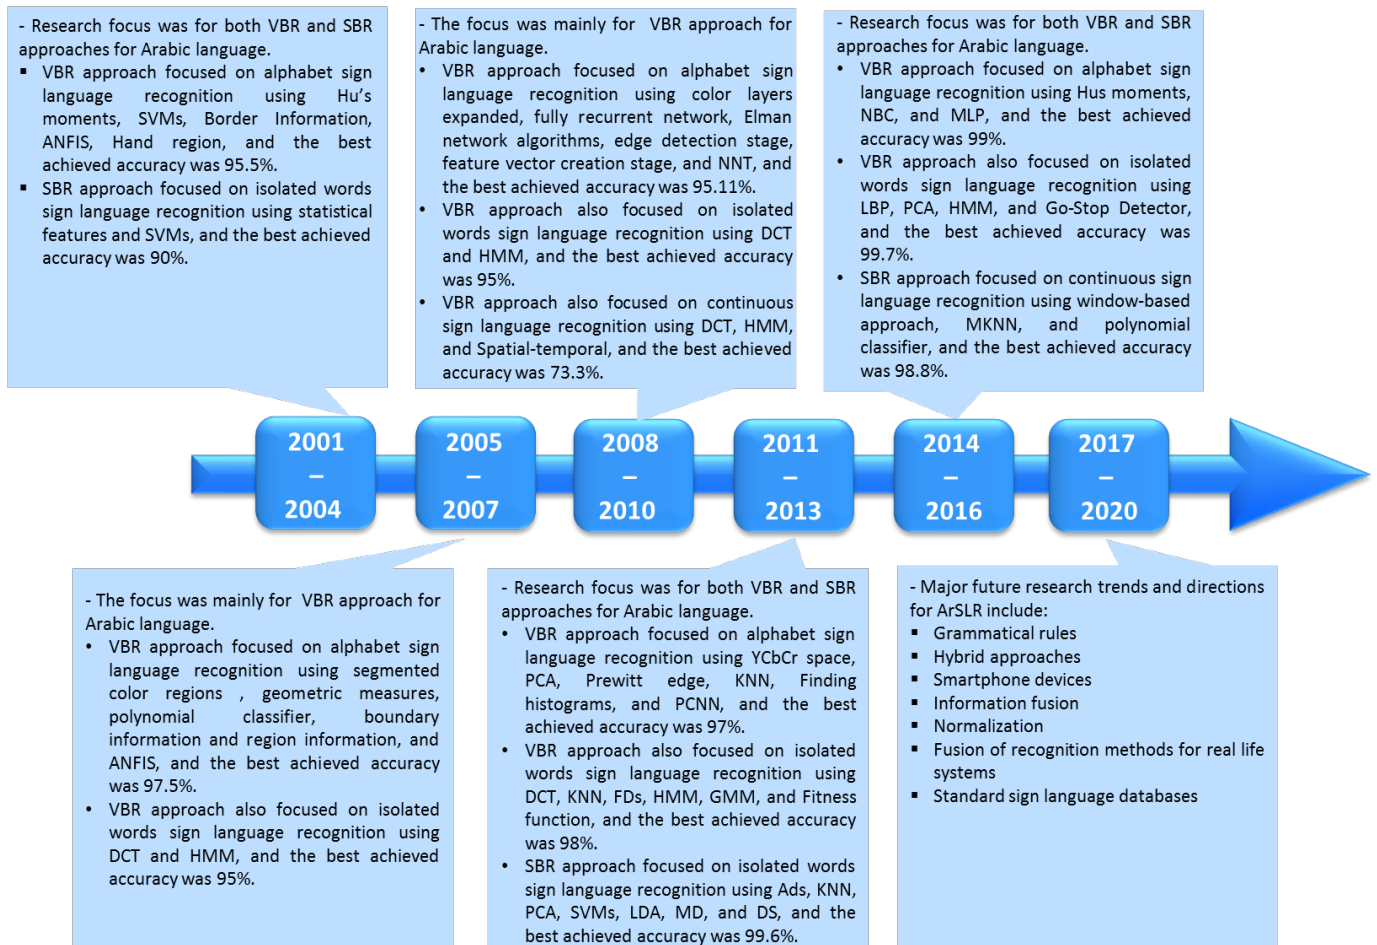 - Research focus was for both VBR and SBR
approaches for Arabic language.
▪ VBR approach focused on alphabet sign
language recognition using Hu's
moments, SVMs, Border Information,
ANFIS, Hand region, and the best
achieved accuracy was 95.5%.
▪ SBR approach focused on isolated words
sign language recognition using statistical
features and SVMs, and the best achieved
accuracy was 90%.
- The focus was mainly for VBR approach for
Arabic language.
• VBR approach focused on alphabet sign
language recognition using color layers
expanded, fully recurrent network, Elman
network algorithms, edge detection stage,
feature vector creation stage, and NNT, and
the best achieved accuracy was 95.11%.
• VBR approach also focused on isolated
words sign language recognition using DCT
and HMM, and the best achieved accuracy
was 95%.
• VBR approach also focused on continuous
sign language recognition using DCT, HMM,
and Spatial-temporal, and the best achieved
accuracy was 73.3%.
- Research focus was for both VBR and SBR
approaches for Arabic language.
• VBR approach focused on alphabet sign
language recognition using Hus moments,
NBC, and MLP, and the best achieved
accuracy was 99%.
• VBR approach also focused on isolated
words sign language recognition using
LBP, PCA, HMM, and Go-Stop Detector,
and the best achieved accuracy was
99.7%.
• SBR approach focused on continuous sign
language recognition using window-based
approach, MKNN, and polynomial
classifier, and the best achieved accuracy
was 98.8%.
2001
–
2004
2005
–
2007
2008
–
2010
2011
–
2013
2014
–
2016
2017
–
2020
- The focus was mainly for VBR approach for
Arabic language.
• VBR approach focused on alphabet sign
language recognition using segmented
color regions , geometric measures,
polynomial classifier, boundary
information and region information, and
ANFIS, and the best achieved accuracy
was 97.5%.
• VBR approach also focused on isolated
words sign language recognition using
DCT and HMM, and the best achieved
accuracy was 95%.
- Research focus was for both VBR and SBR
approaches for Arabic language.
• VBR approach focused on alphabet sign
language recognition using YCbCr space,
PCA, Prewitt edge, KNN, Finding
histograms, and PCNN, and the best
achieved accuracy was 97%.
• VBR approach also focused on isolated
words sign language recognition using
DCT, KNN, FDs, HMM, GMM, and Fitness
function, and the best achieved accuracy
was 98%.
• SBR approach focused on isolated words
sign language recognition using Ads, KNN,
PCA, SVMs, LDA, MD, and DS, and the
best achieved accuracy was 99.6%.
- Major future research trends and directions
for ArSLR include:
▪ Grammatical rules
▪ Hybrid approaches
▪ Smartphone devices
▪ Information fusion
▪ Normalization
▪ Fusion of recognition methods for real life
systems
▪ Standard sign language databases